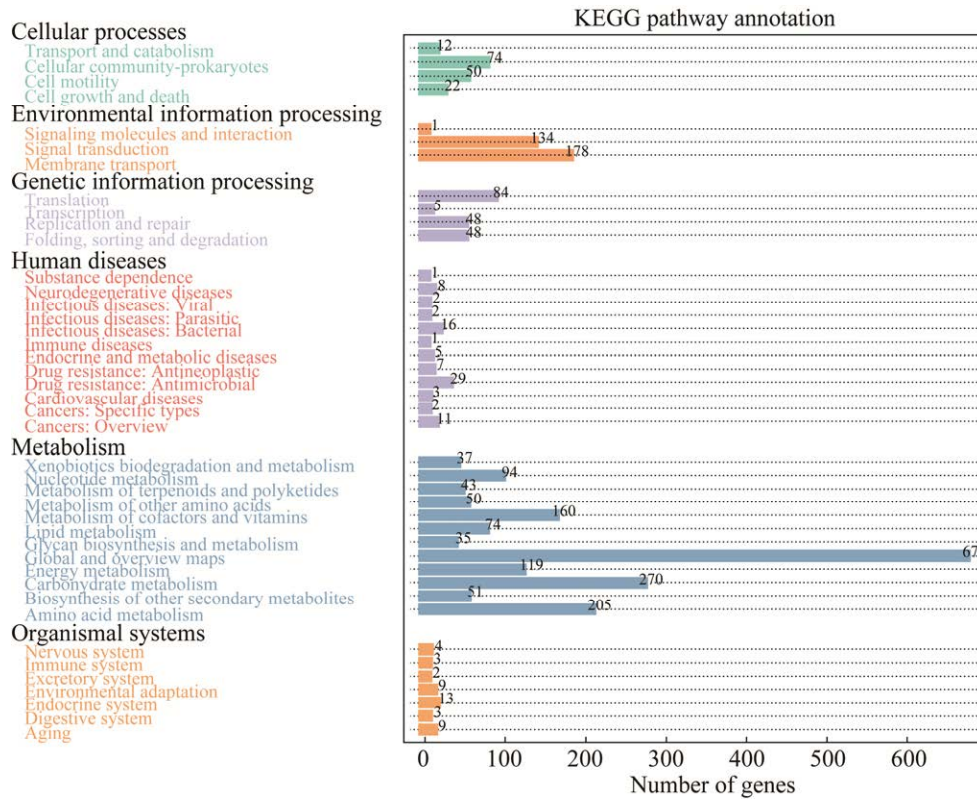 KEGG pathway annotation
Cellular processes
Transport and catabolism 12
Cellular community-prokaryotes 74
Cell motility 50
Cell growth and death 22
Environmental information processing
Signaling molecules and interaction 1
Signal transduction 134
Membrane transport 178
Genetic information processing
Translation 84
Transcription 5
Replication and repair 48
Folding, sorting and degradation 48
Human diseases
Substance dependence 1
Neurodegenerative diseases 8
Infectious diseases: Viral 2
Infectious diseases: Parasitic 2
Infectious diseases: Bacterial 16
Immune diseases 1
Endocrine and metabolic diseases 5
Drug resistance: Antineoplastic 7
Drug resistance: Antimicrobial 29
Cardiovascular diseases 3
Cancers: Specific types 2
Cancers: Overview 11
Metabolism
Xenobiotics biodegradation and metabolism 37
Nucleotide metabolism 94
Metabolism of terpenoids and polyketides 43
Metabolism of other amino acids 50
Metabolism of cofactors and vitamins 160
Lipid metabolism 74
Glycan biosynthesis and metabolism 35
Global and overview maps 67
Energy metabolism 119
Carbonydrate metabolism 270
Biosynthesis of other secondary metabolites 51
Amino acid metabolism 205
Organismal systems
Nervous system 4
Immune system 3
Excretory system 2
Environmental adaptation 9
Endocrine system 13
Digestive system 3
Aging 9
0 100 200 300 400 500 600
Number of genes